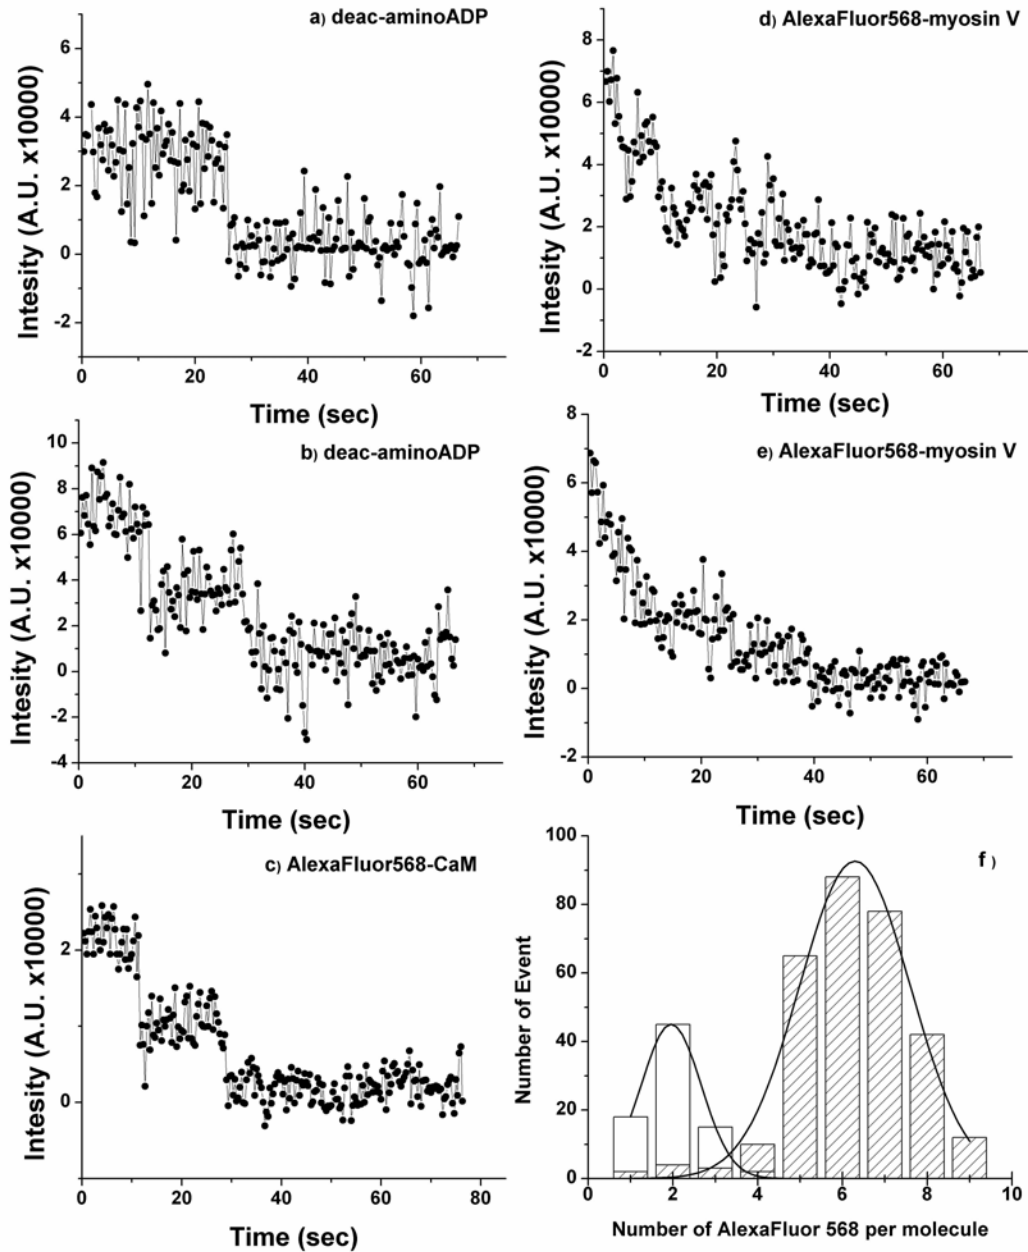 a) deac-aminoADP
Intesity (A.U. x10000)
6
4
2
0
-2
0 20 40 60
Time (sec)
d) AlexaFluor568-myosin V
Intesity (A.U. x10000)
8
6
4
2
0
-2
0 20 40 60
Time (sec)
b) deac-aminoADP
Intesity (A.U. x10000)
10
8
6
4
2
0
-2
-4
0 20 40 60
Time (sec)
e) AlexaFluor568-myosin V
Intesity (A.U. x10000)
8
6
4
2
0
-2
0 20 40 60
Time (sec)
c) AlexaFluor568-CaM
Intesity (A.U. x10000)
2
0
0 20 40 60 80
Time (sec)
f)
Number of Event
100
80
60
40
20
0
0 2 4 6 8 10
Number of AlexaFluor 568 per molecule